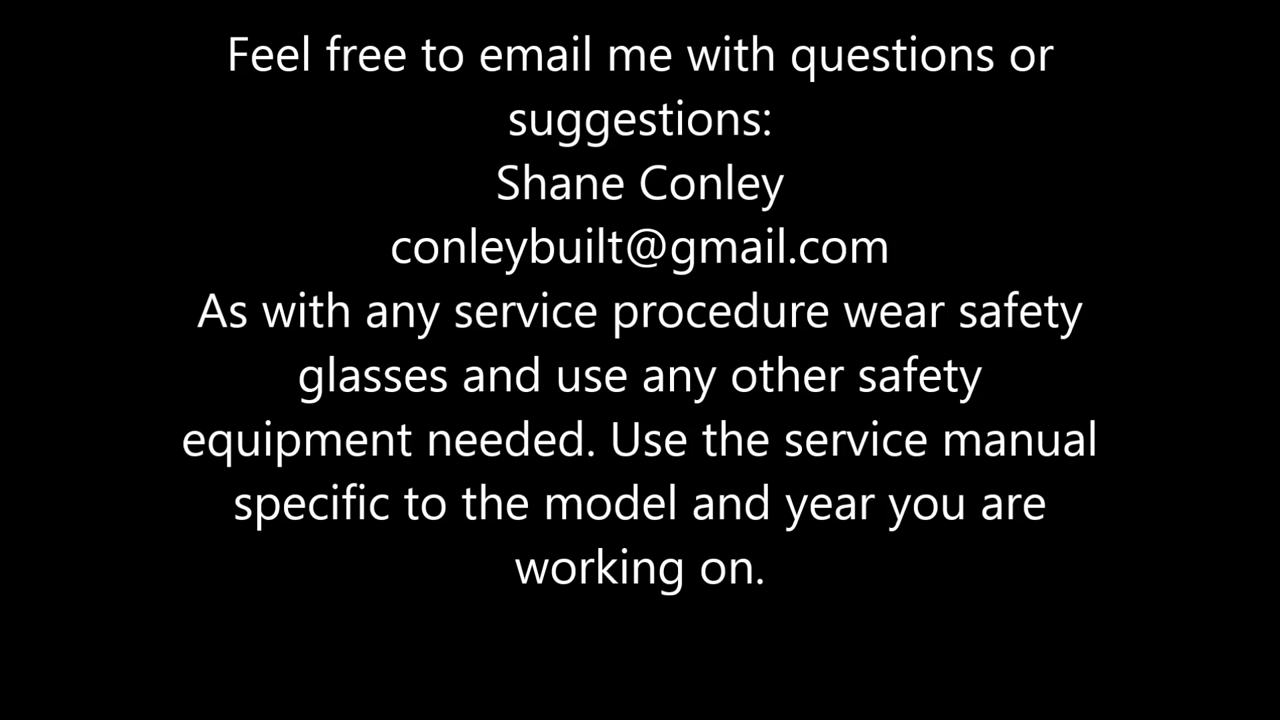 Feel free to email me with questions or
suggestions:
Shane Conley
conleybuilt@gmail.com
As with any service procedure wear safety
glasses and use any other safety
equipment needed. Use the service manual
specific to the model and year you are
working on.